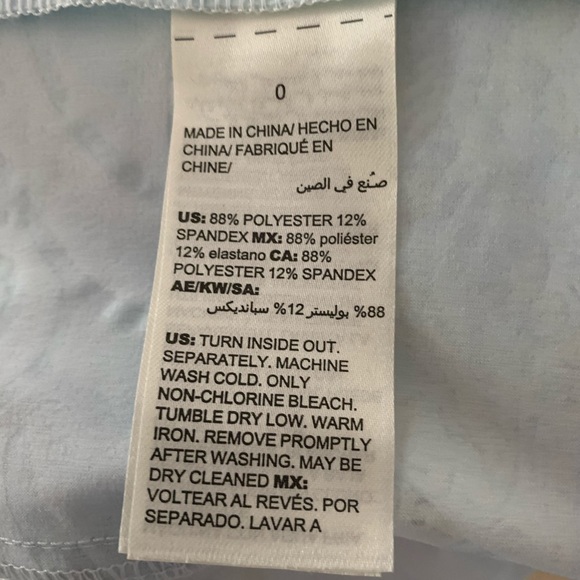 0
MADE IN CHINA/ HECHO EN
CHINA/ FABRIQUÉ EN
CHINE/
صُنع في الصين
US: 88% POLYESTER 12%
SPANDEX MX: 88% poliéster
12% elastano CA: 88%
POLYESTER 12% SPANDEX
AE/KW/SA:
88% بوليستر 12% سبانديكس
US: TURN INSIDE OUT.
SEPARATELY. MACHINE
WASH COLD. ONLY
NON-CHLORINE BLEACH.
TUMBLE DRY LOW. WARM
IRON. REMOVE PROMPTLY
AFTER WASHING. MAY BE
DRY CLEANED MX:
VOLTEAR AL REVÉS. POR
SEPARADO. LAVAR A